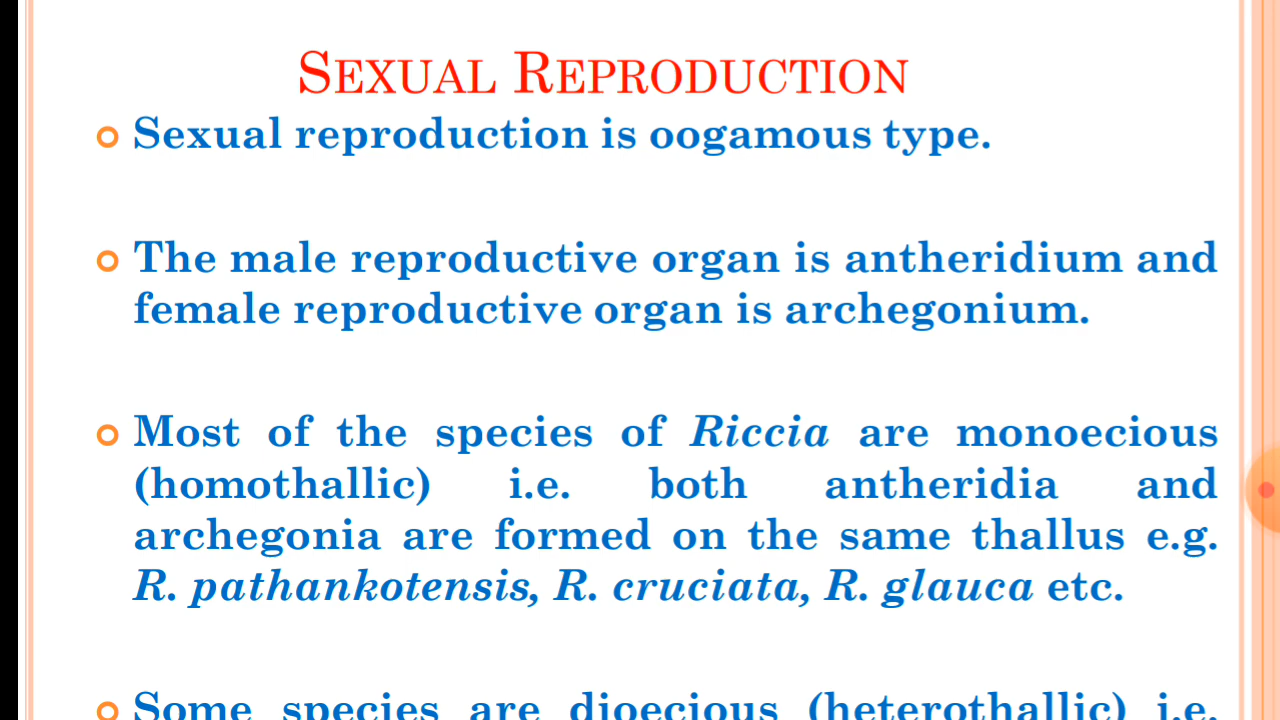 SEXUAL REPRODUCTION
Sexual reproduction is oogamous type.
The male reproductive organ is antheridium and
female reproductive organ is archegonium.
Most of the species of Riccia are monoecious
(homothallic) i.e. both antheridia and
archegonia are formed on the same thallus e.g.
R. pathankotensis, R. cruciata, R. glauca etc.
Some species are dioecious (heterothallic) i.e.